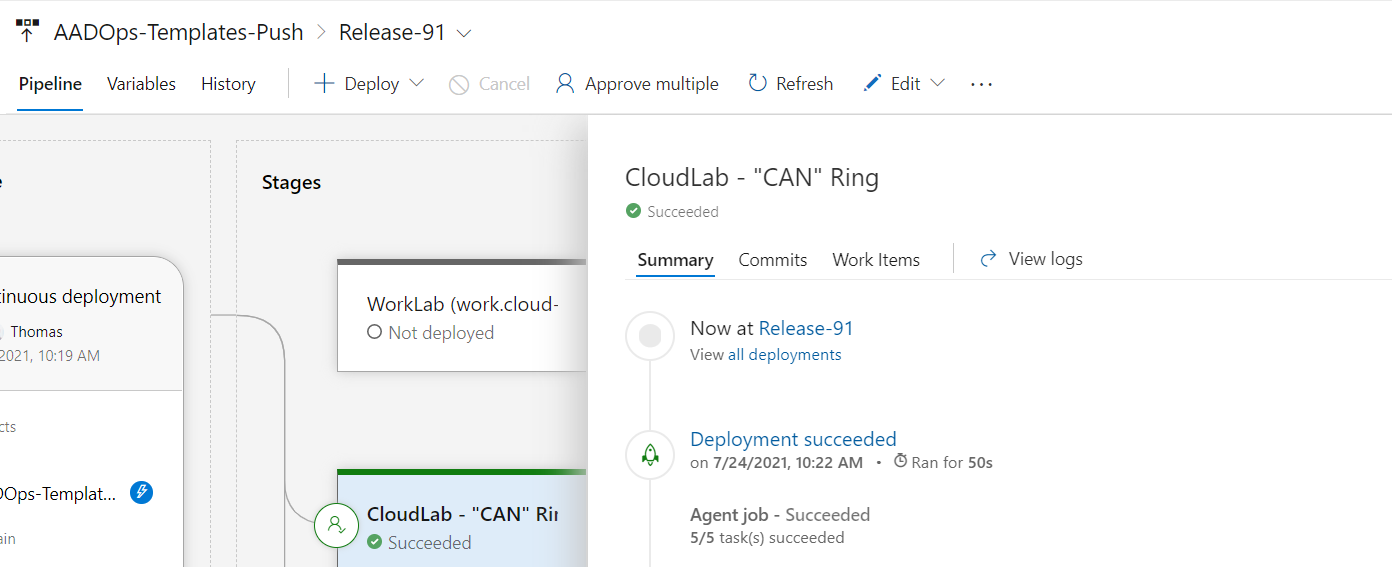 AADOps-Templates-Push > Release-91
Pipeline Variables History Deploy Cancel Approve multiple Refresh Edit ...
Stages
tinuous deployment
Thomas
2021, 10:19 AM
cts
Ops-Templat...
ain
WorkLab (work.cloud-
Not deployed
CloudLab - "CAN" Rin
Succeeded
CloudLab - "CAN" Ring
Succeeded
Summary Commits Work Items View logs
Now at Release-91
View all deployments
Deployment succeeded
on 7/24/2021, 10:22 AM • Ran for 50s
Agent job - Succeeded
5/5 task(s) succeeded